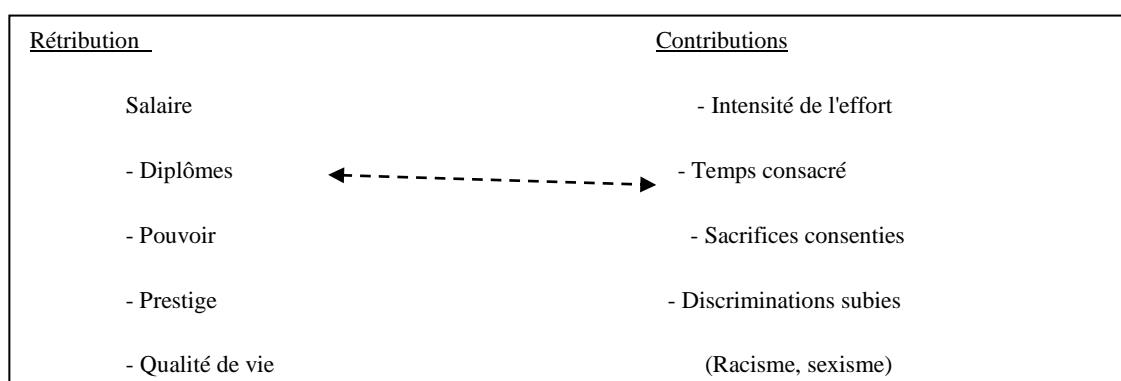 Rétribution Contributions
Salaire - Intensité de l'effort
- Diplômes - Temps consacré
- Pouvoir - Sacrifices consenties
- Prestige - Discriminations subies
- Qualité de vie (Racisme, sexisme)